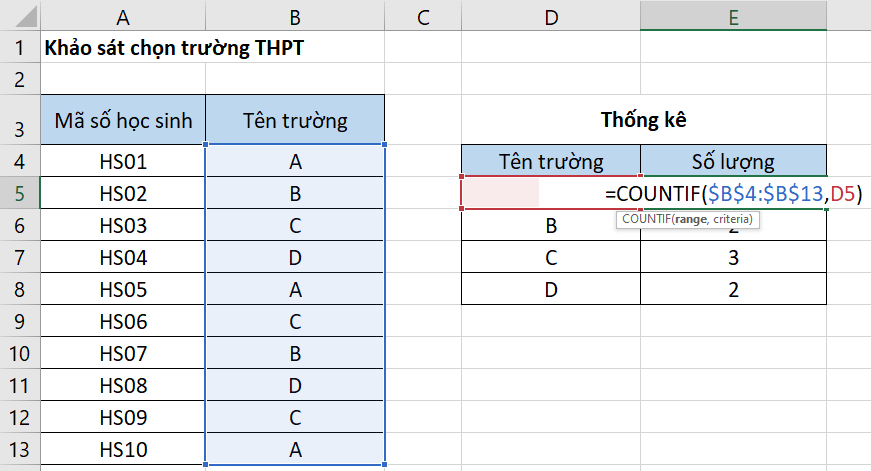 A B C D E
1 Khảo sát chọn trường THPT
2
3 Mã số học sinh Tên trường Thống kê
4 HS01 A Tên trường Số lượng
5 HS02 B =COUNTIF($B$4:$B$13,D5)
COUNTIF(range, criteria)
6 HS03 C B 2
7 HS04 D C 3
8 HS05 A D 2
9 HS06 C
10 HS07 B
11 HS08 D
12 HS09 C
13 HS10 A